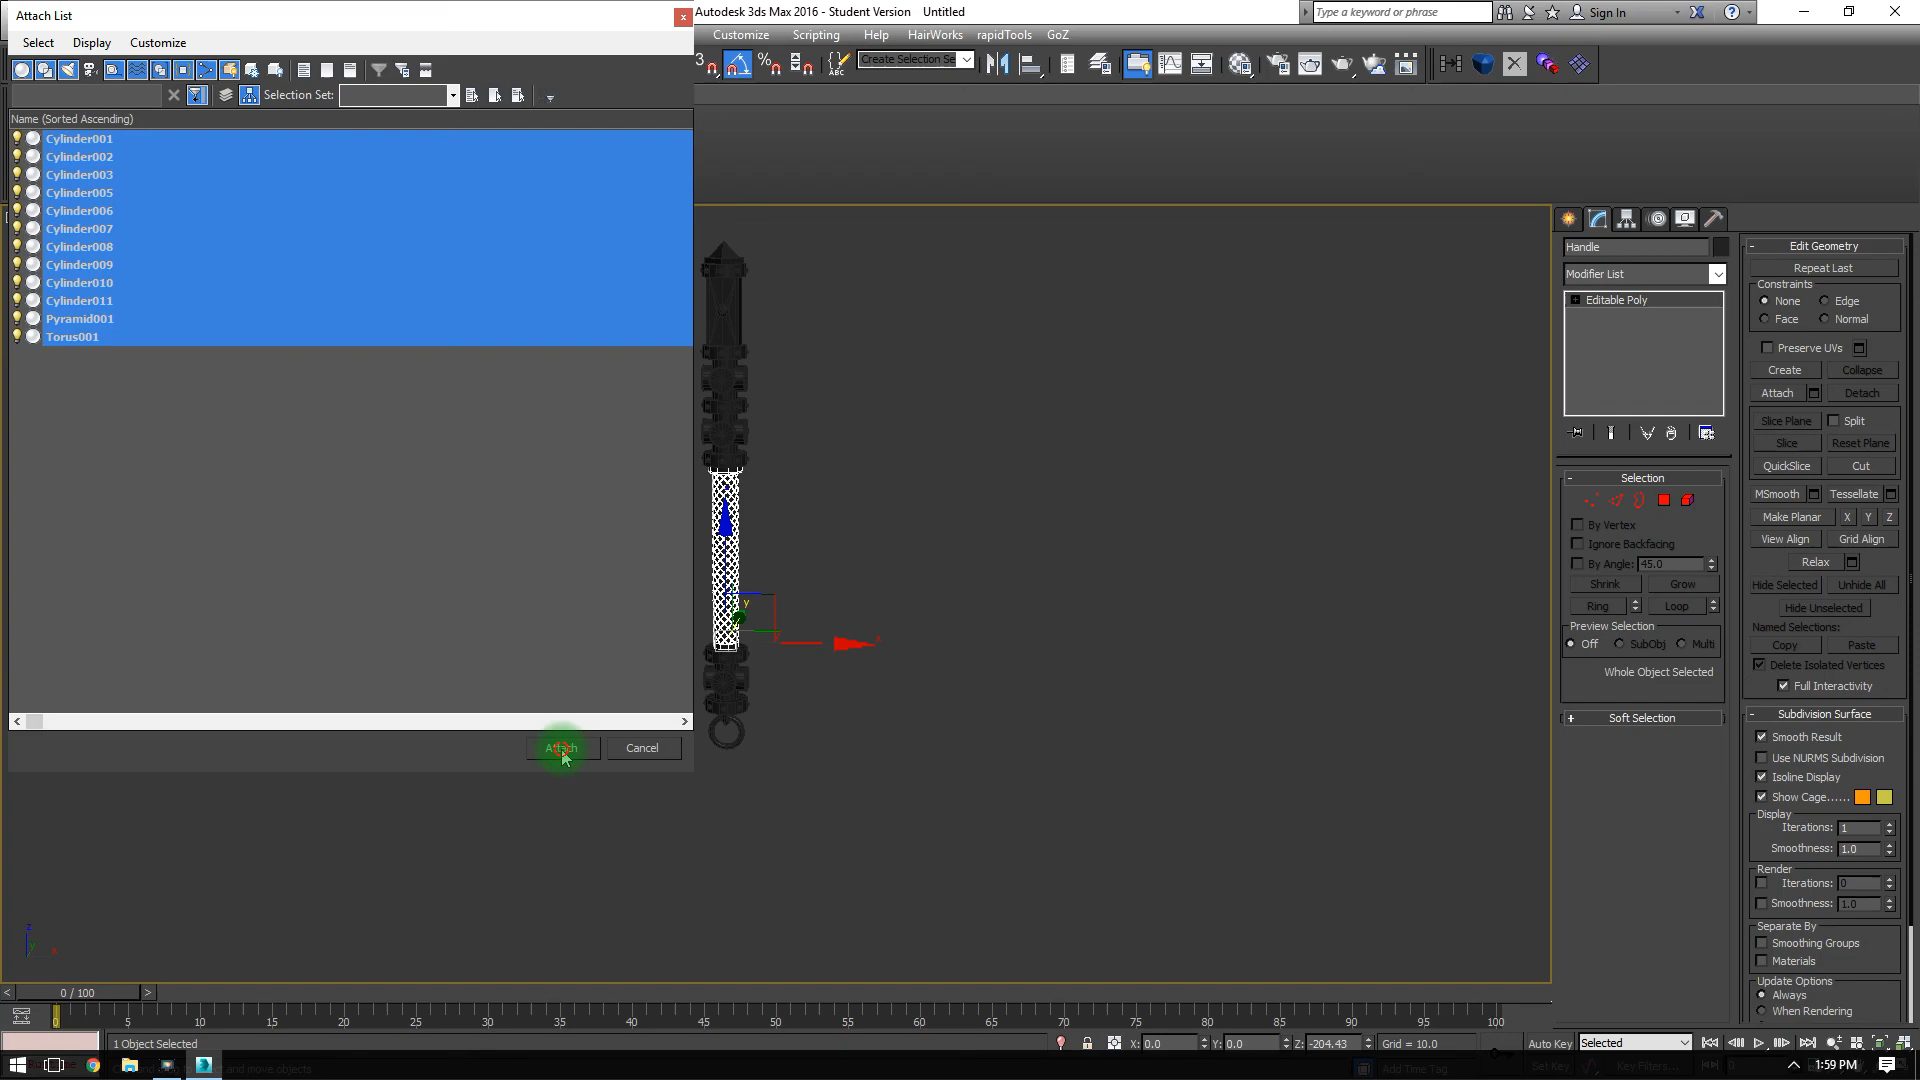 Attach List
Autodesk 3ds Max 2016 - Student Version Untitled
Type a keyword or phrase
Sign In
Select Display Customize
Customize Scripting Help HairWorks rapidTools GoZ
Create Selection Se
Selection Set:
Name (Sorted Ascending)
Cylinder001
Cylinder002
Cylinder003
Cylinder005
Cylinder006
Cylinder007
Cylinder008
Cylinder009
Cylinder010
Cylinder011
Pyramid001
Torus001
Attach Cancel
Handle
Modifier List
Editable Poly
Selection
By Vertex
Ignore Backfacing
By Angle: 45.0
Shrink Grow
Ring Loop
Preview Selection
Off SubObj Multi
Whole Object Selected
Soft Selection
Edit Geometry
Repeat Last
Constraints
None Edge
Face Normal
Preserve UVs
Create Collapse
Attach Detach
Slice Plane Split
Slice Reset Plane
QuickSlice Cut
MSmooth Tessellate
Make Planar X Y Z
View Align Grid Align
Relax
Hide Selected Unhide All
Hide Unselected
Named Selections:
Copy Paste
Delete Isolated Vertices
Full Interactivity
Subdivision Surface
Smooth Result
Use NURMS Subdivision
Isoline Display
Show Cage......
Display
Iterations: 1
Smoothness: 1.0
Render
Iterations: 0
Smoothness: 1.0
Separate By
Smoothing Groups
Materials
Update Options
Always
When Rendering
x
y
z
y
x
0 / 100
0 5 10 15 20 25 30 35 40 45 50 55 60 65 70 75 80 85 90 95 100
1 Object Selected
X: 0.0 Y: 0.0 Z: -204.43 Grid = 10.0
Auto Key Selected
Add Time Tag
Set Key Key Filters...
1:59 PM